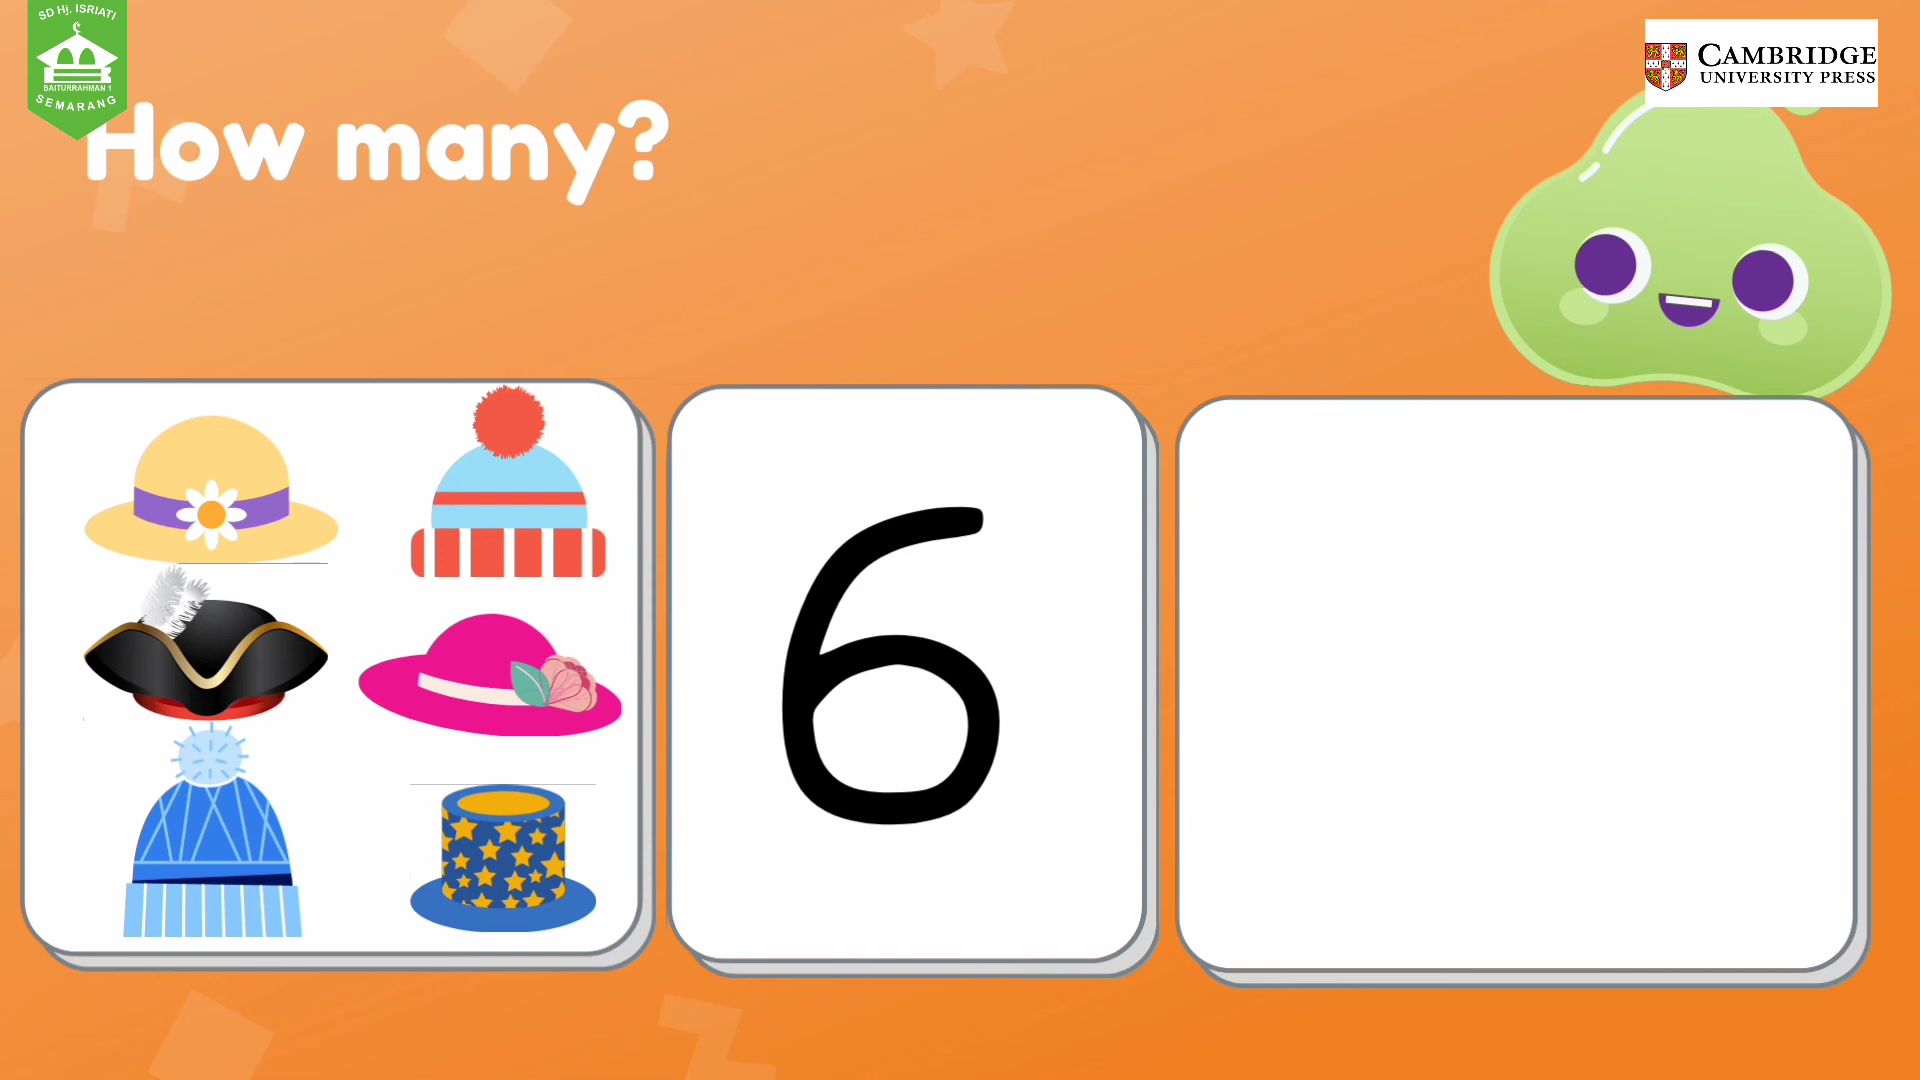 SD Hj. ISRIATI
BAITURRAHMAN 1
SEMARANG
CAMBRIDGE
UNIVERSITY PRESS
How many?
6